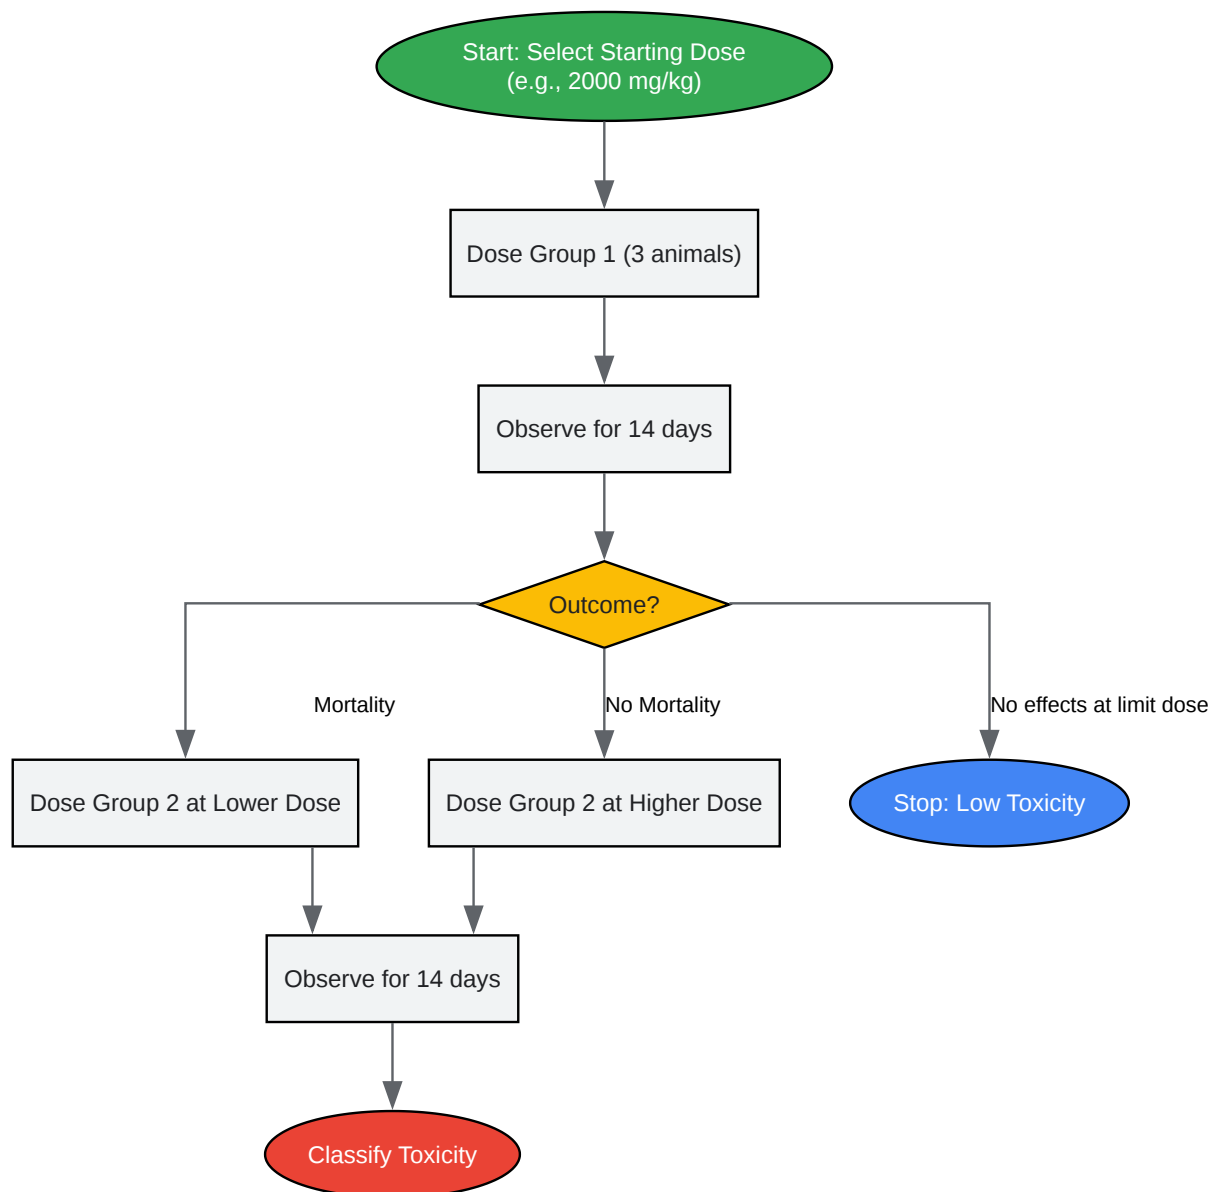 Start: Select Starting Dose
(e.g., 2000 mg/kg)
Dose Group 1 (3 animals)
Observe for 14 days
Outcome?
Mortality
No Mortality
No effects at limit dose
Dose Group 2 at Lower Dose
Dose Group 2 at Higher Dose
Stop: Low Toxicity
Observe for 14 days
Classify Toxicity